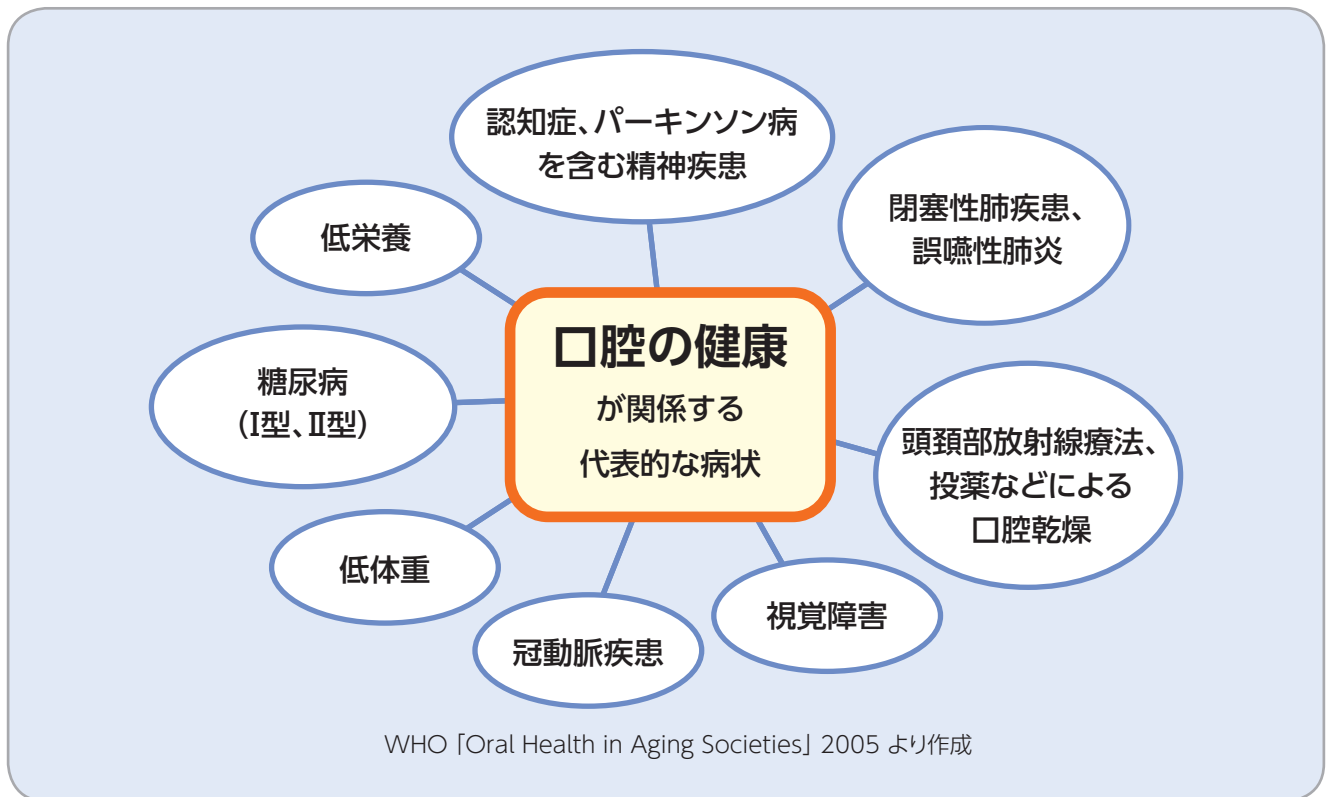 認知症、パーキンソン病
を含む精神疾患
閉塞性肺疾患、
誤嚥性肺炎
低栄養
口腔の健康
が関係する
代表的な病状
糖尿病
(Ⅰ型、Ⅱ型)
頭頚部放射線療法、
投薬などによる
口腔乾燥
低体重
視覚障害
冠動脈疾患
WHO「Oral Health in Aging Societies」2005 より作成